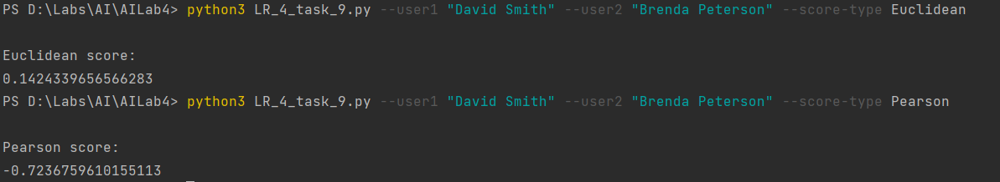 PS D:\Labs\AI\AILab4> python3 LR_4_task_9.py --user1 "David Smith" --user2 "Brenda Peterson" --score-type Euclidean
Euclidean score:
0.1424339656566283
PS D:\Labs\AI\AILab4> python3 LR_4_task_9.py --user1 "David Smith" --user2 "Brenda Peterson" --score-type Pearson
Pearson score:
-0.7236759610155113